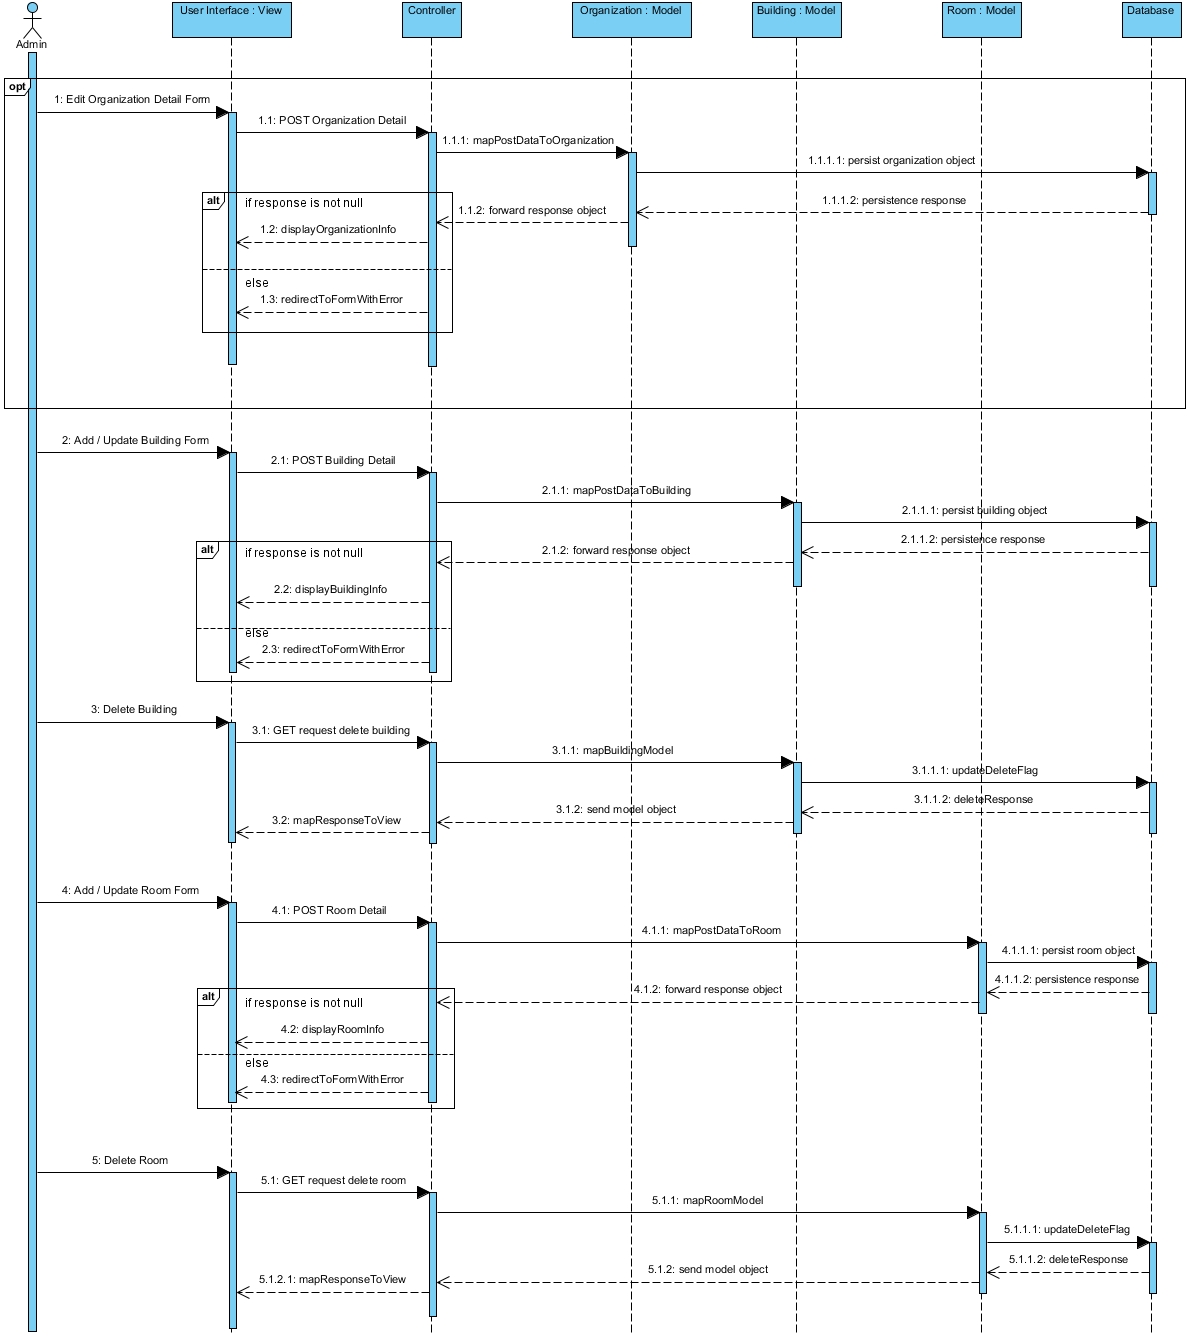 User Interface : View
Controller
Organization : Model
Building : Model
Room : Model
Database
Admin
opt
1: Edit Organization Detail Form
1.1: POST Organization Detail
1.1.1: mapPostDataToOrganization
1.1.1.1: persist organization object
alt
if response is not null
1.1.1.2: persistence response
1.1.2: forward response object
1.2: displayOrganizationInfo
else
1.3: redirectToFormWithError
2: Add / Update Building Form
2.1: POST Building Detail
2.1.1: mapPostDataToBuilding
2.1.1.1: persist building object
2.1.1.2: persistence response
alt
if response is not null
2.1.2: forward response object
2.2: displayBuildingInfo
else
2.3: redirectToFormWithError
3: Delete Building
3.1: GET request delete building
3.1.1: mapBuildingModel
3.1.1.1: updateDeleteFlag
3.1.1.2: deleteResponse
3.1.2: send model object
3.2: mapResponseToView
4: Add / Update Room Form
4.1: POST Room Detail
4.1.1: mapPostDataToRoom
4.1.1.1: persist room object
4.1.1.2: persistence response
4.1.2: forward response object
alt
if response is not null
4.2: displayRoomInfo
else
4.3: redirectToFormWithError
5: Delete Room
5.1: GET request delete room
5.1.1: mapRoomModel
5.1.1.1: updateDeleteFlag
5.1.1.2: deleteResponse
5.1.2: send model object
5.1.2.1: mapResponseToView